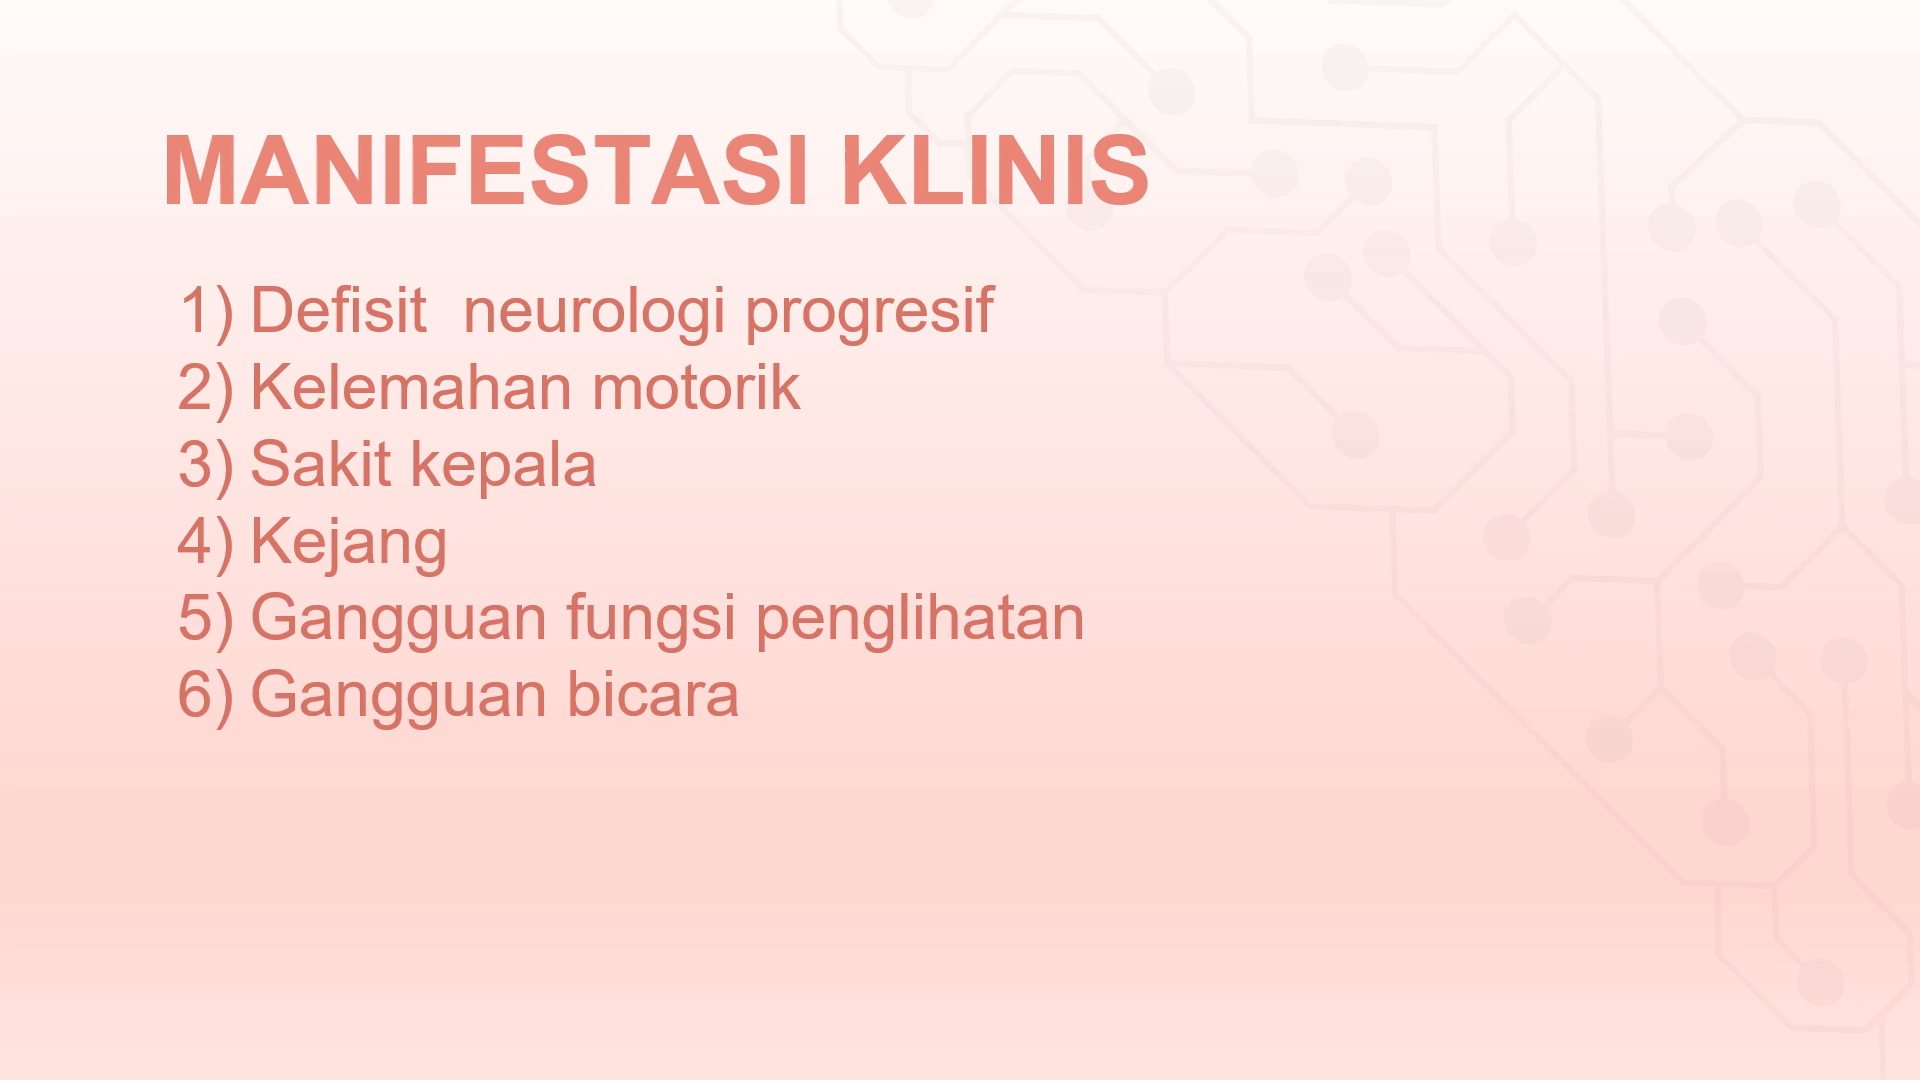 MANIFESTASI KLINIS
1) Defisit  neurologi progresif
2) Kelemahan motorik
3) Sakit kepala
4) Kejang
5) Gangguan fungsi penglihatan
6) Gangguan bicara